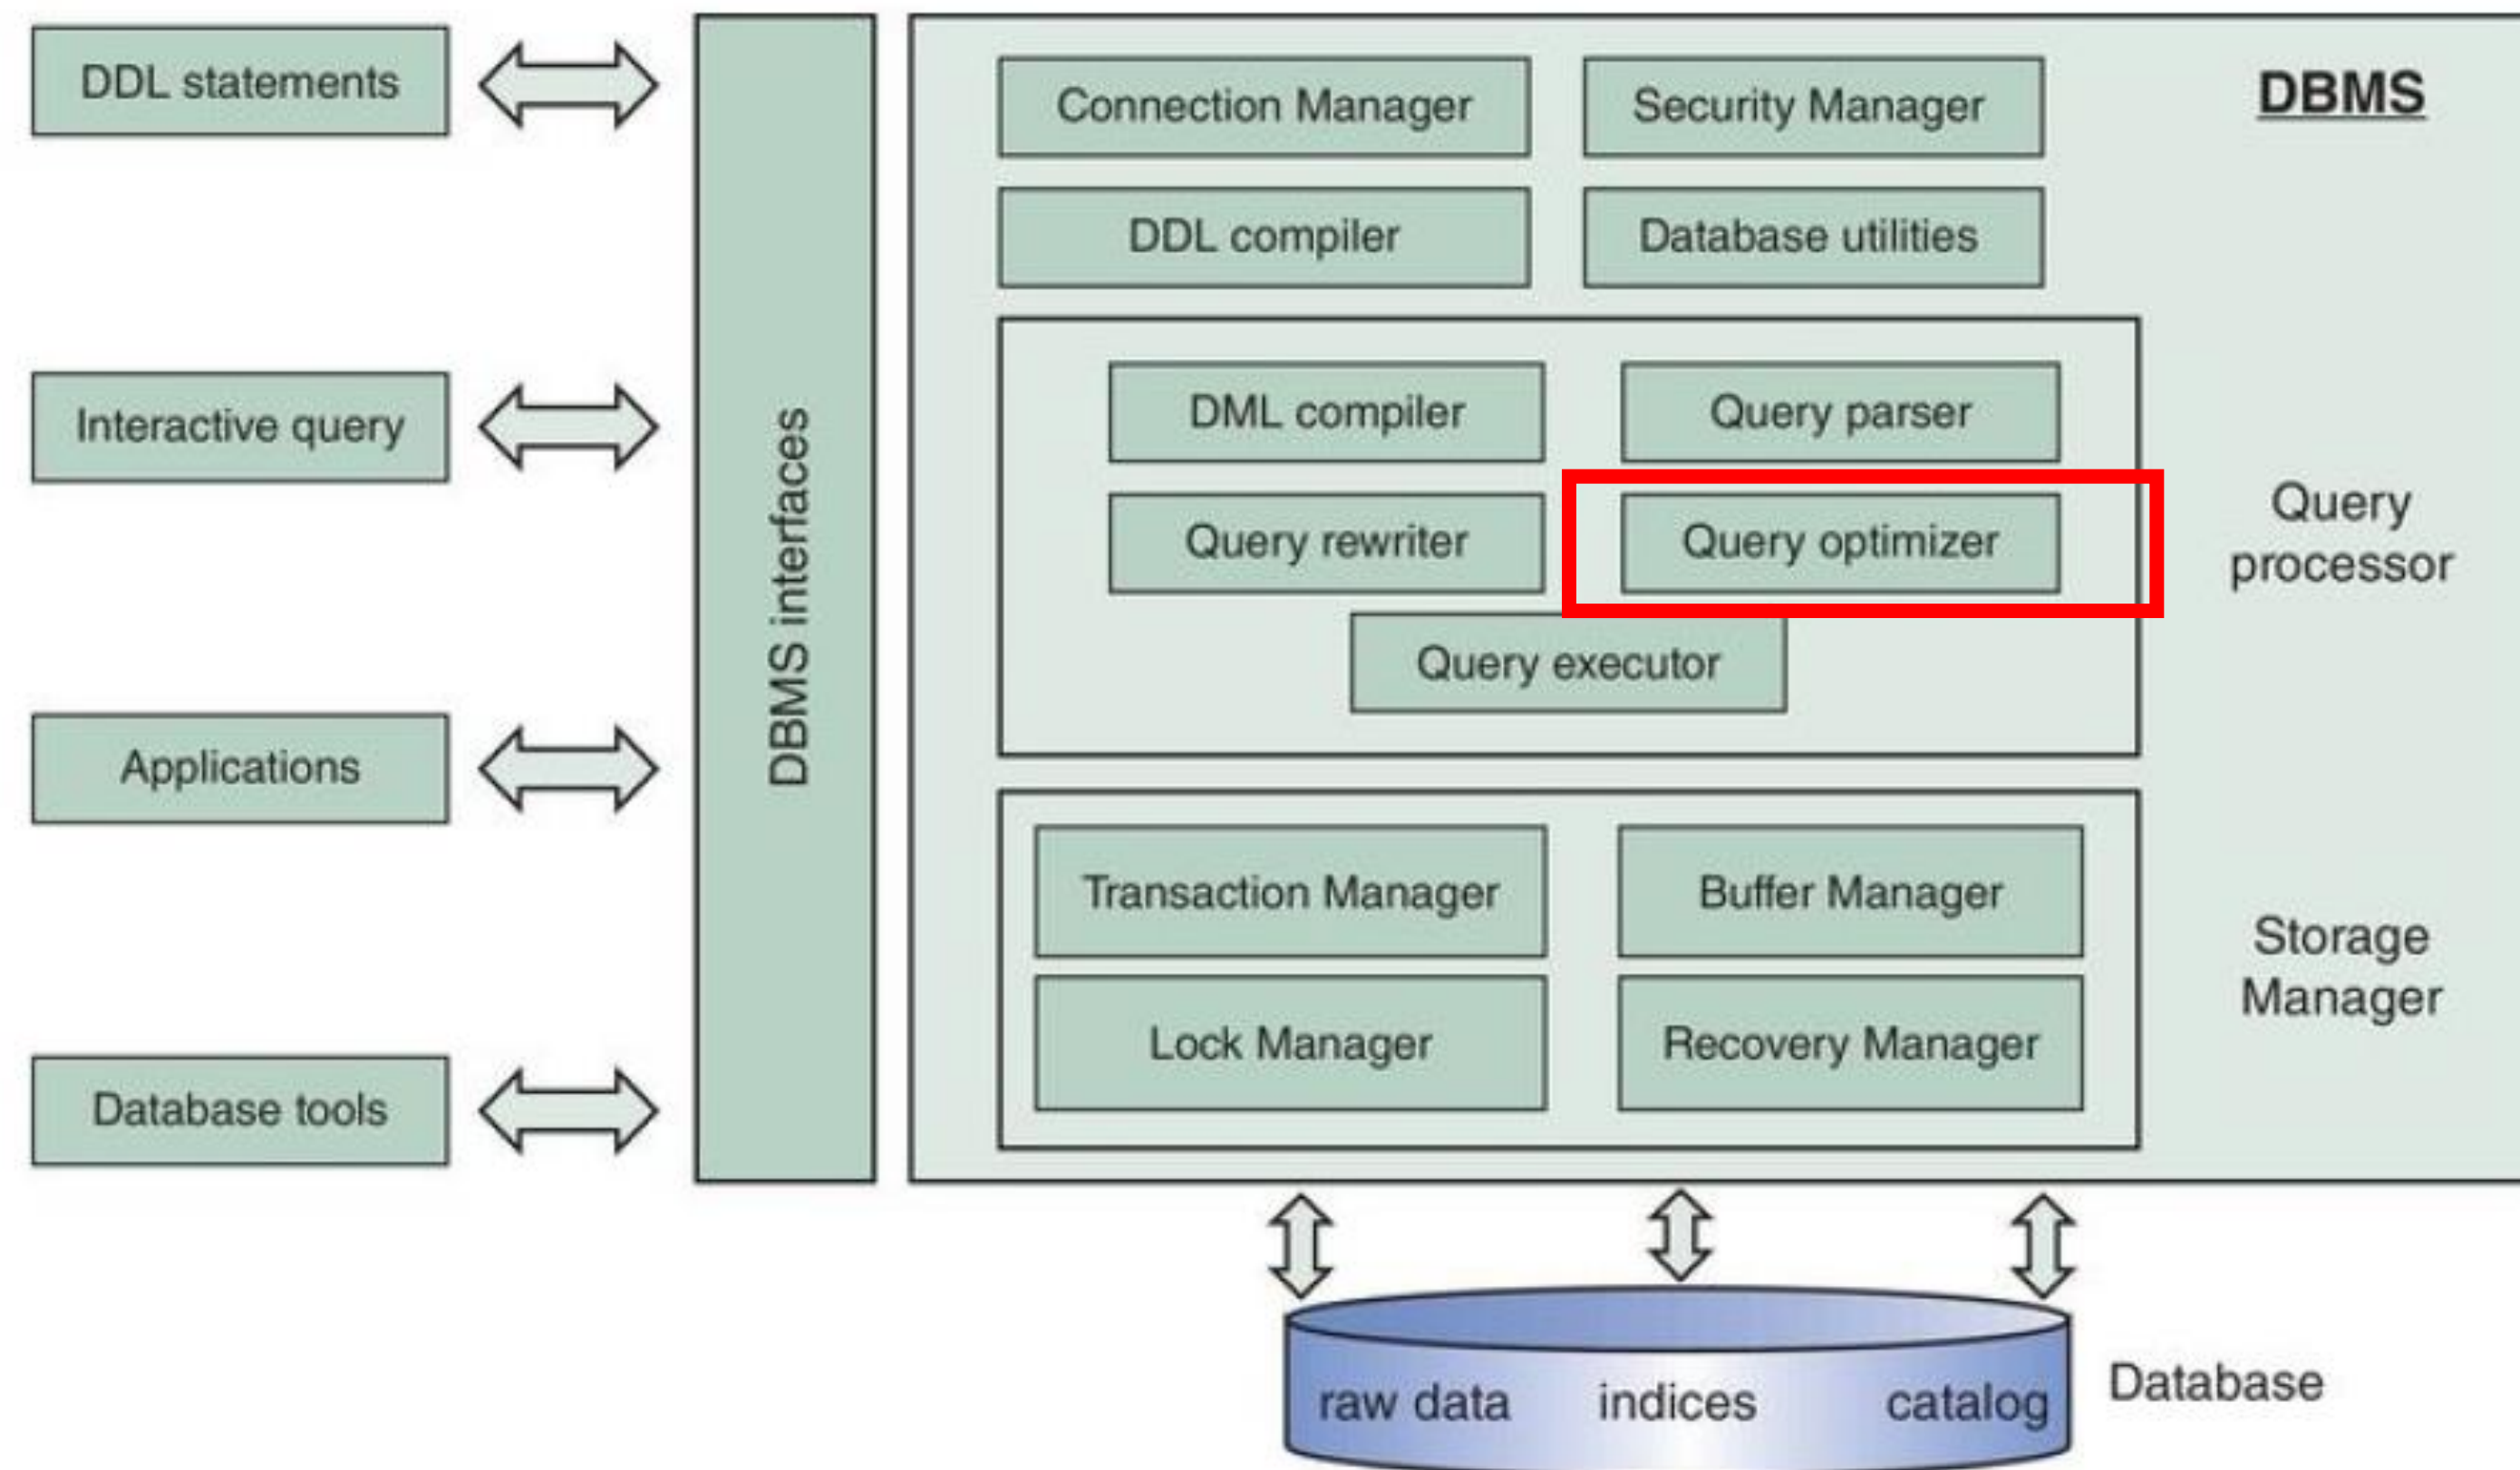 DDL statements
Interactive query
Applications
Database tools
DBMS interfaces
DBMS
Connection Manager
Security Manager
DDL compiler
Database utilities
DML compiler
Query parser
Query rewriter
Query optimizer
Query executor
Query
processor
Transaction Manager
Buffer Manager
Lock Manager
Recovery Manager
Storage
Manager
raw data
indices
catalog
Database